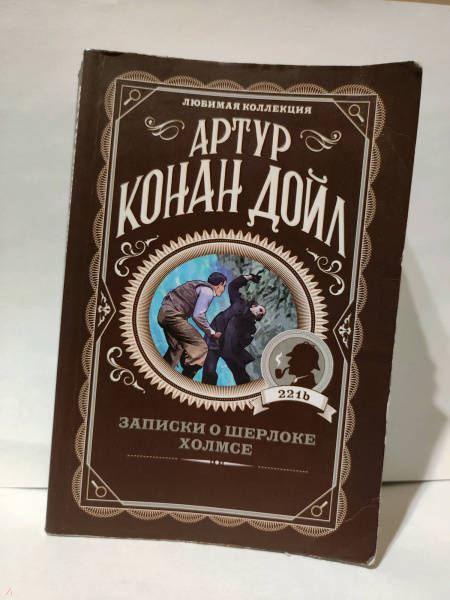 ЛЮБИМАЯ КОЛЛЕКЦИЯ
АРТУР
КОНАН ДОЙЛ
221b
ЗАПИСКИ О ШЕРЛОКЕ
ХОЛМСЕ